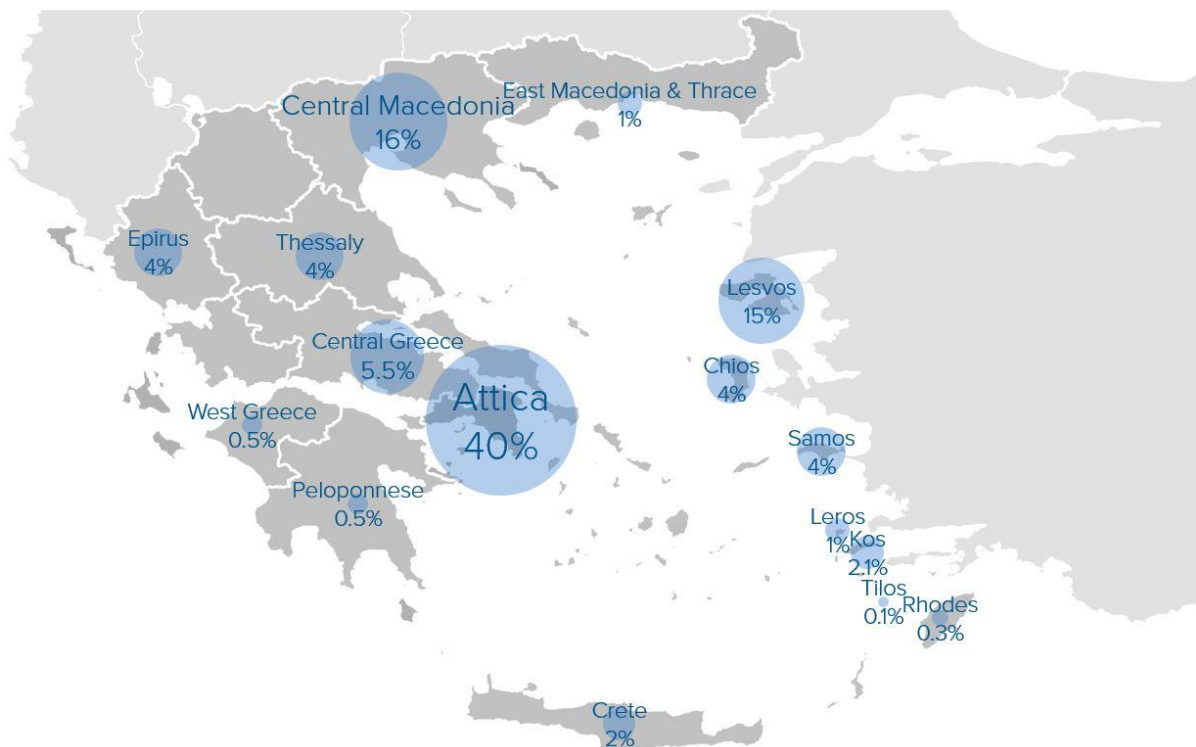 Central Macedonia
16%
East Macedonia & Thrace
1%
Epirus
4%
Thessaly
4%
Lesvos
15%
Central Greece
5.5%
Chios
4%
Attica
40%
West Greece
0.5%
Samos
4%
Peloponnese
0.5%
Leros
1%
Kos
2.1%
Tilos
0.1%
Rhodes
0.3%
Crete
2%